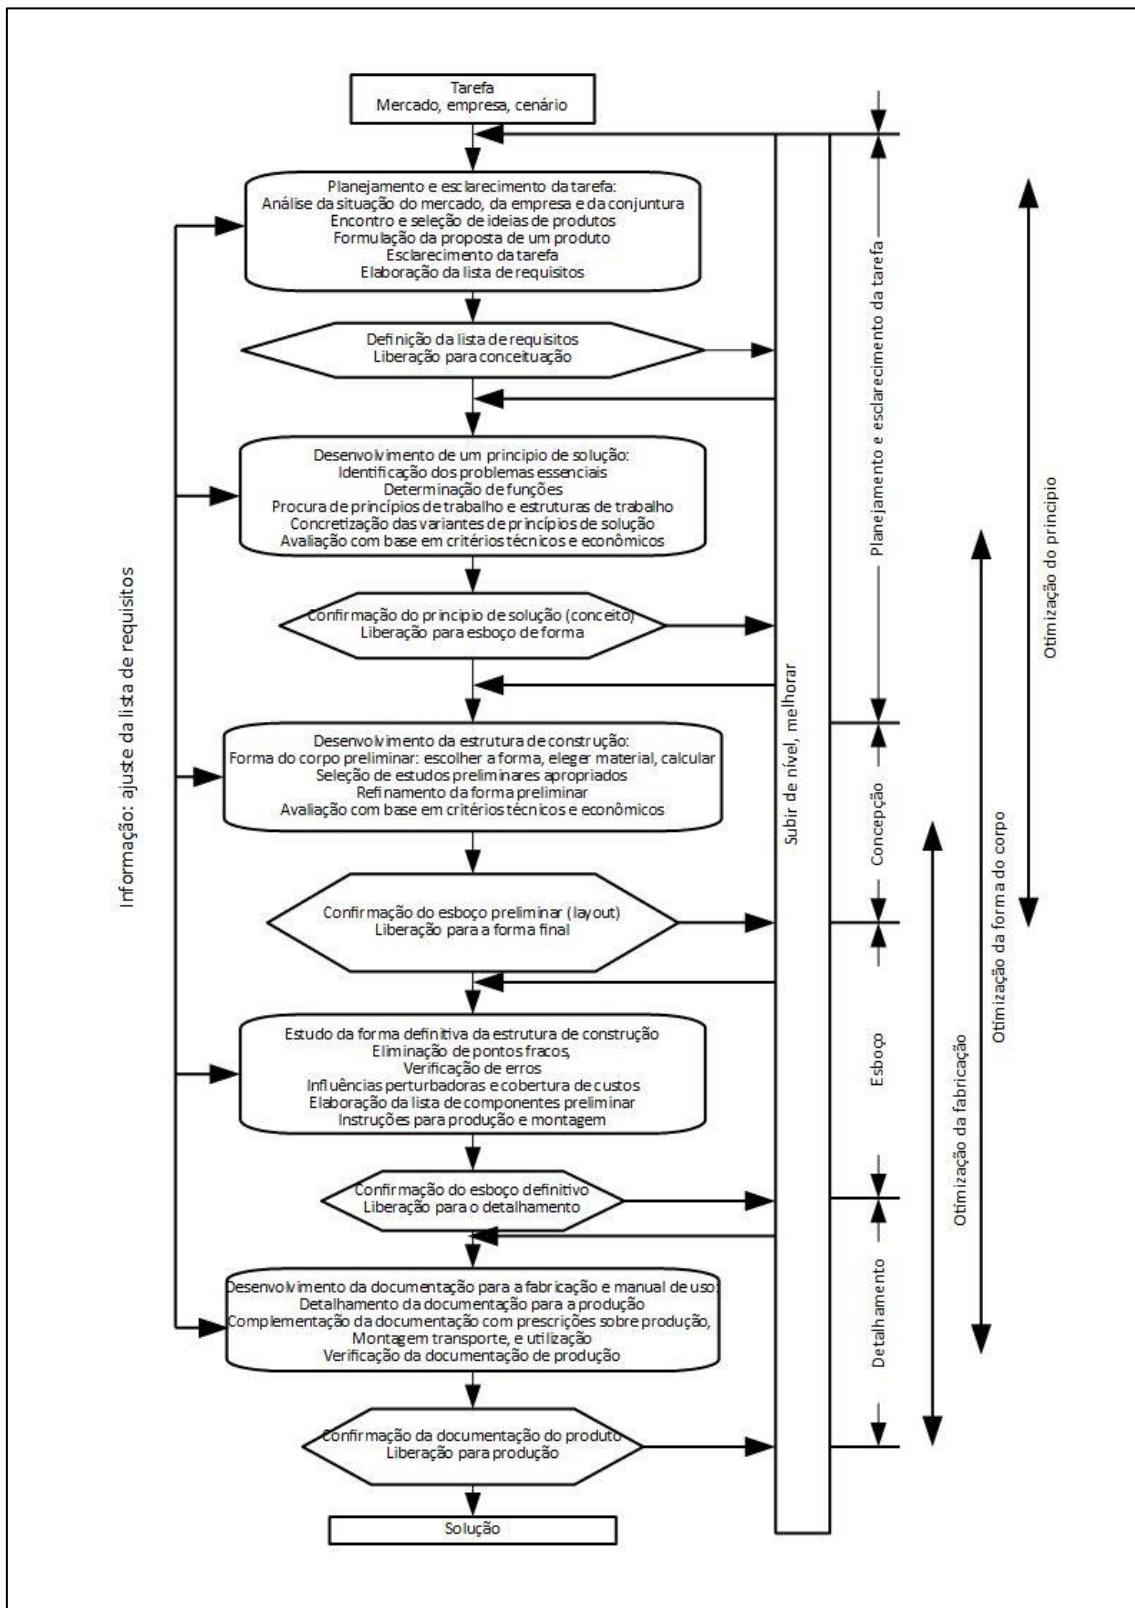 Tarefa
Mercado, empresa, cenário
Planejamento e esclarecimento da tarefa:
Análise da situação do mercado, da empresa e da conjuntura
Encontro e seleção de ideias de produtos
Formulação da proposta de um produto
Esclarecimento da tarefa
Elaboração da lista de requisitos
Definição da lista de requisitos
Liberação para conceituação
Desenvolvimento de um principio de solução:
Identificação dos problemas essenciais
Determinação de funções
Procura de princípios de trabalho e estruturas de trabalho
Concretização das variantes de princípios de solução
Avaliação com base em critérios técnicos e econômicos
Confirmação do principio de solução (conceito)
Liberação para esboço de forma
Desenvolvimento da estrutura de construção:
Forma do corpo preliminar: escolher a forma, eleger material, calcular
Seleção de estudos preliminares apropriados
Refinamento da forma preliminar
Avaliação com base em critérios técnicos e econômicos
Confirmação do esboço preliminar (layout)
Liberação para a forma final
Estudo da forma definitiva da estrutura de construção
Eliminação de pontos fracos,
Verificação de erros
Influências perturbadoras e cobertura de custos
Elaboração da lista de componentes preliminar
Instruções para produção e montagem
Confirmação do esboço definitivo
Liberação para o detalhamento
Desenvolvimento da documentação para a fabricação e manual de uso:
Detalhamento da documentação para a produção
Complementação da documentação com prescrições sobre produção,
Montagem transporte, e utilização
Verificação da documentação de produção
Confirmação da documentação do produto
Liberação para produção
Solução
Informação: ajuste da lista de requisitos
Subir de nível, melhorar
Planejamento e esclarecimento da tarefa
Concepção
Esboço
Detalhamento
Otimização da fabricação
Otimização da forma do corpo
Otimização do principio